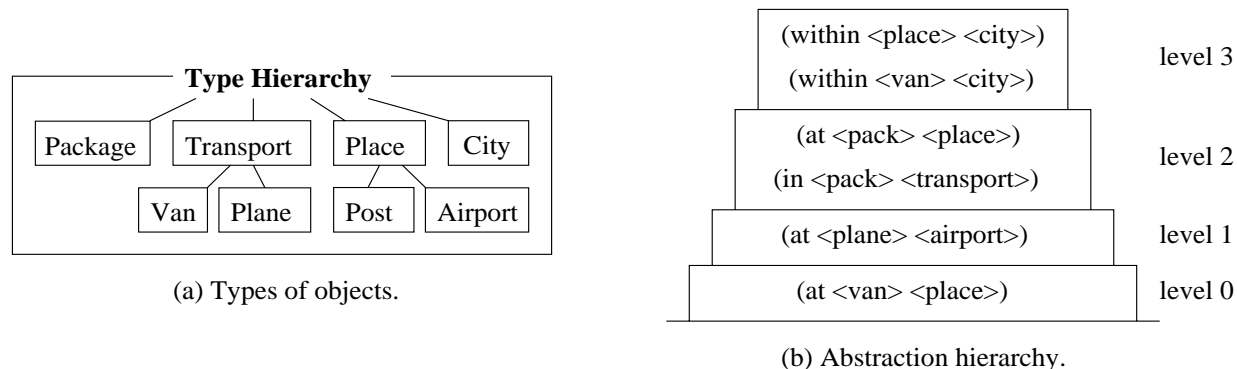 Type Hierarchy
Package Transport Place City
Van Plane Post Airport
(a) Types of objects.
(within <place> <city>)
(within <van> <city>)
level 3
(at <pack> <place>)
(in <pack> <transport>)
level 2
(at <plane> <airport>)
level 1
(at <van> <place>)
level 0
(b) Abstraction hierarchy.